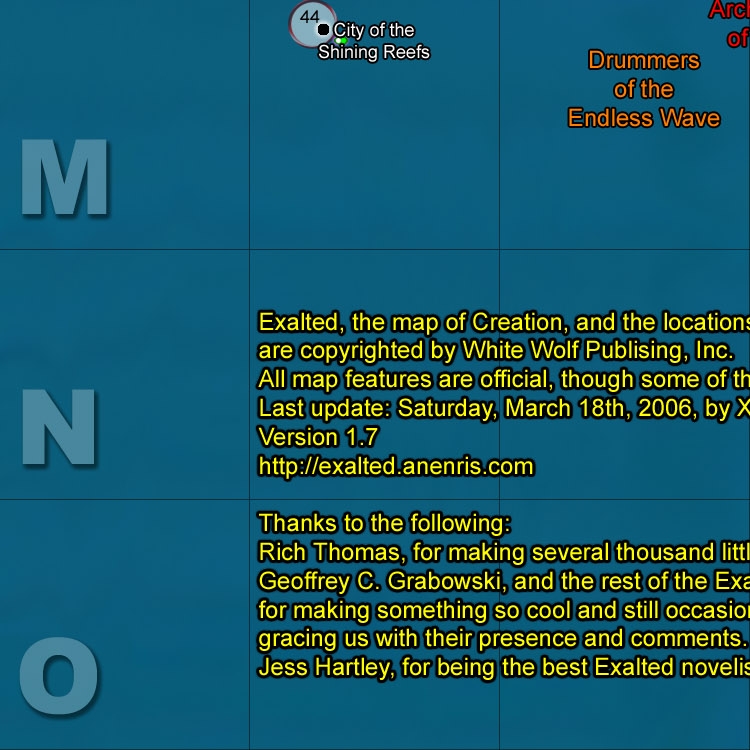 44
City of the
Shining Reefs
Arch
of
Drummers
of the
Endless Wave
M
Exalted, the map of Creation, and the locations
are copyrighted by White Wolf Publising, Inc.
All map features are official, though some of th
Last update: Saturday, March 18th, 2006, by X
Version 1.7
http://exalted.anenris.com
N
Thanks to the following:
Rich Thomas, for making several thousand littl
Geoffrey C. Grabowski, and the rest of the Exa
for making something so cool and still occasion
gracing us with their presence and comments.
Jess Hartley, for being the best Exalted novelis
O